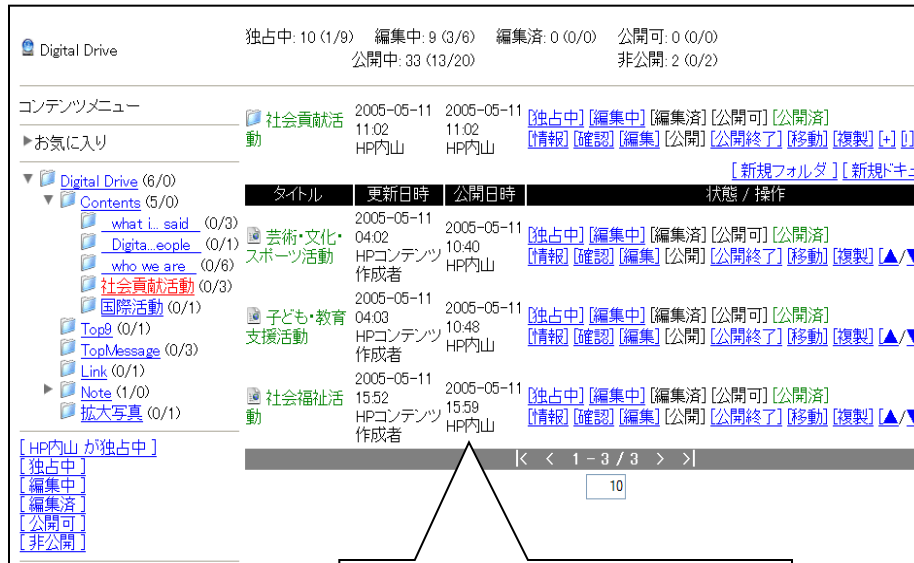 Digital Drive
独占中: 10 (1/9) 編集中: 9 (3/6) 編集済: 0 (0/0) 公開可: 0 (0/0)
公開中: 33 (13/20) 非公開: 2 (0/2)
コンテンツメニュー
▶お気に入り
▼ Digital Drive (6/0)
▼ Contents (5/0)
what i... said (0/3)
Digita...eople (0/1)
who we are (0/6)
社会貢献活動 (0/3)
国際活動 (0/1)
Top9 (0/1)
TopMessage (0/3)
Link (0/1)
▶ Note (1/0)
拡大写真 (0/1)
[ HP内山 が独占中 ]
[ 独占中 ]
[ 編集中 ]
[ 編集済 ]
[ 公開可 ]
[ 非公開 ]
社会貢献活動
2005-05-11 11:02 HP内山
2005-05-11 11:02 HP内山
[独占中] [編集中] [編集済] [公開可] [公開済]
[情報] [確認] [編集] [公開] [公開終了] [移動] [複製] [+] [!]
[ 新規フォルダ ] [ 新規ドキュ
タイトル 更新日時 公開日時 状態 / 操作
芸術・文化・スポーツ活動
2005-05-11 04:02 HPコンテンツ作成者
2005-05-11 10:40 HP内山
[独占中] [編集中] [編集済] [公開可] [公開済]
[情報] [確認] [編集] [公開] [公開終了] [移動] [複製] [▲/▼
子ども・教育支援活動
2005-05-11 04:03 HPコンテンツ作成者
2005-05-11 10:48 HP内山
[独占中] [編集中] [編集済] [公開可] [公開済]
[情報] [確認] [編集] [公開] [公開終了] [移動] [複製] [▲/▼
社会福祉活動
2005-05-11 15:52 HPコンテンツ作成者
2005-05-11 15:59 HP内山
[独占中] [編集中] [編集済] [公開可] [公開済]
[情報] [確認] [編集] [公開] [公開終了] [移動] [複製] [▲/▼
|< < 1 - 3 / 3 > >|
10